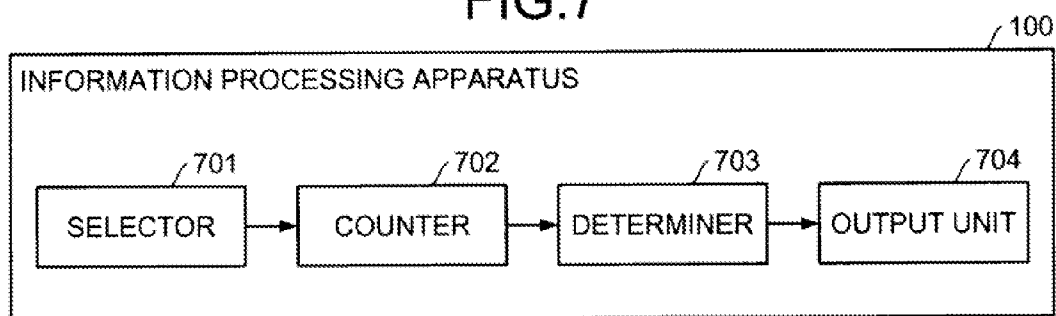 FIG.7
100
INFORMATION PROCESSING APPARATUS
701
702
703
704
SELECTOR
COUNTER
DETERMINER
OUTPUT UNIT